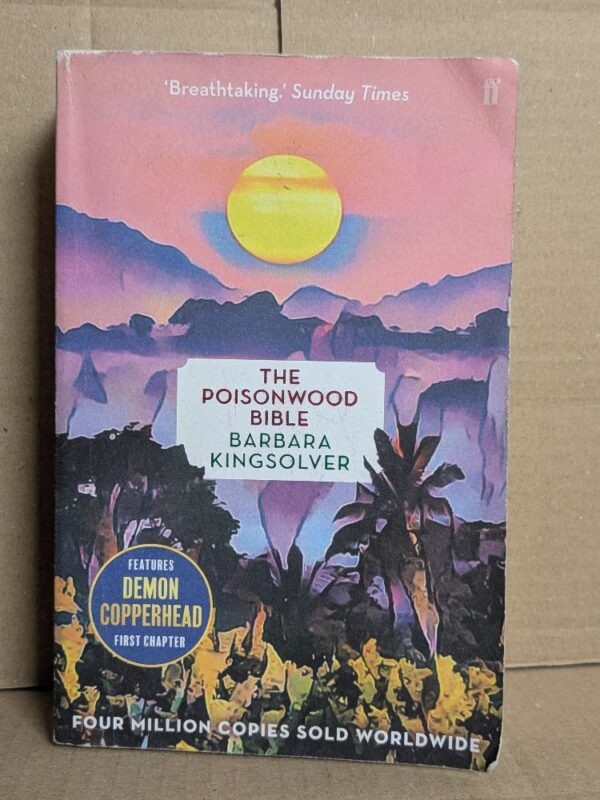 ‘Breathtaking.’ Sunday Times
ff
THE
POISONWOOD
BIBLE
BARBARA
KINGSOLVER
FEATURES
DEMON
COPPERHEAD
FIRST CHAPTER
FOUR MILLION COPIES SOLD WORLDWIDE